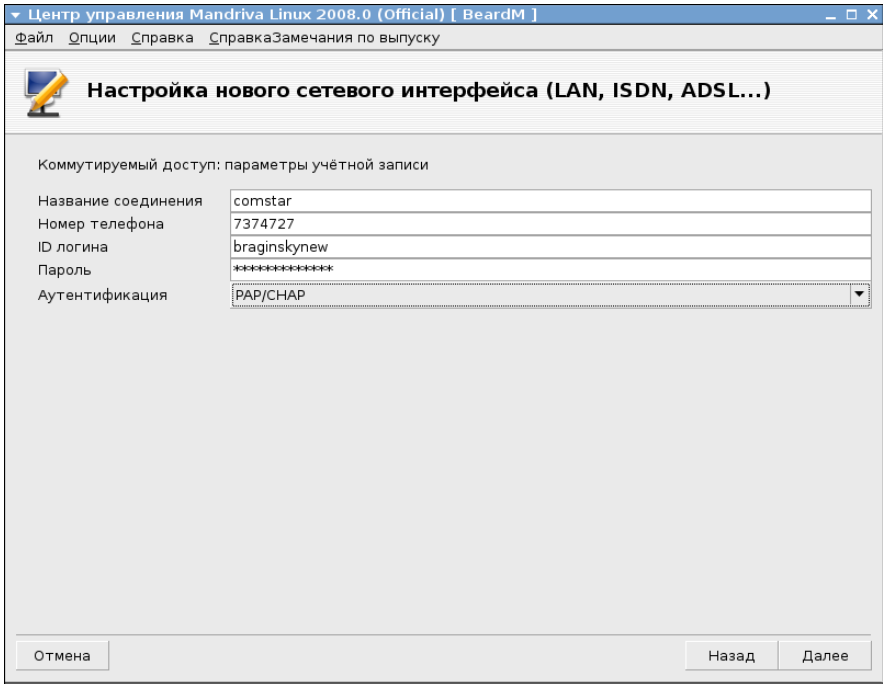 Центр управления Mandriva Linux 2008.0 (Official) [ BeardM ]
Файл Опции Справка СправкаЗамечания по выпуску
Настройка нового сетевого интерфейса (LAN, ISDN, ADSL...)
Коммутируемый доступ: параметры учётной записи
Название соединения comstar
Номер телефона 7374727
ID логина braginskynew
Пароль *************
Аутентификация PAP/CHAP
Отмена Назад Далее